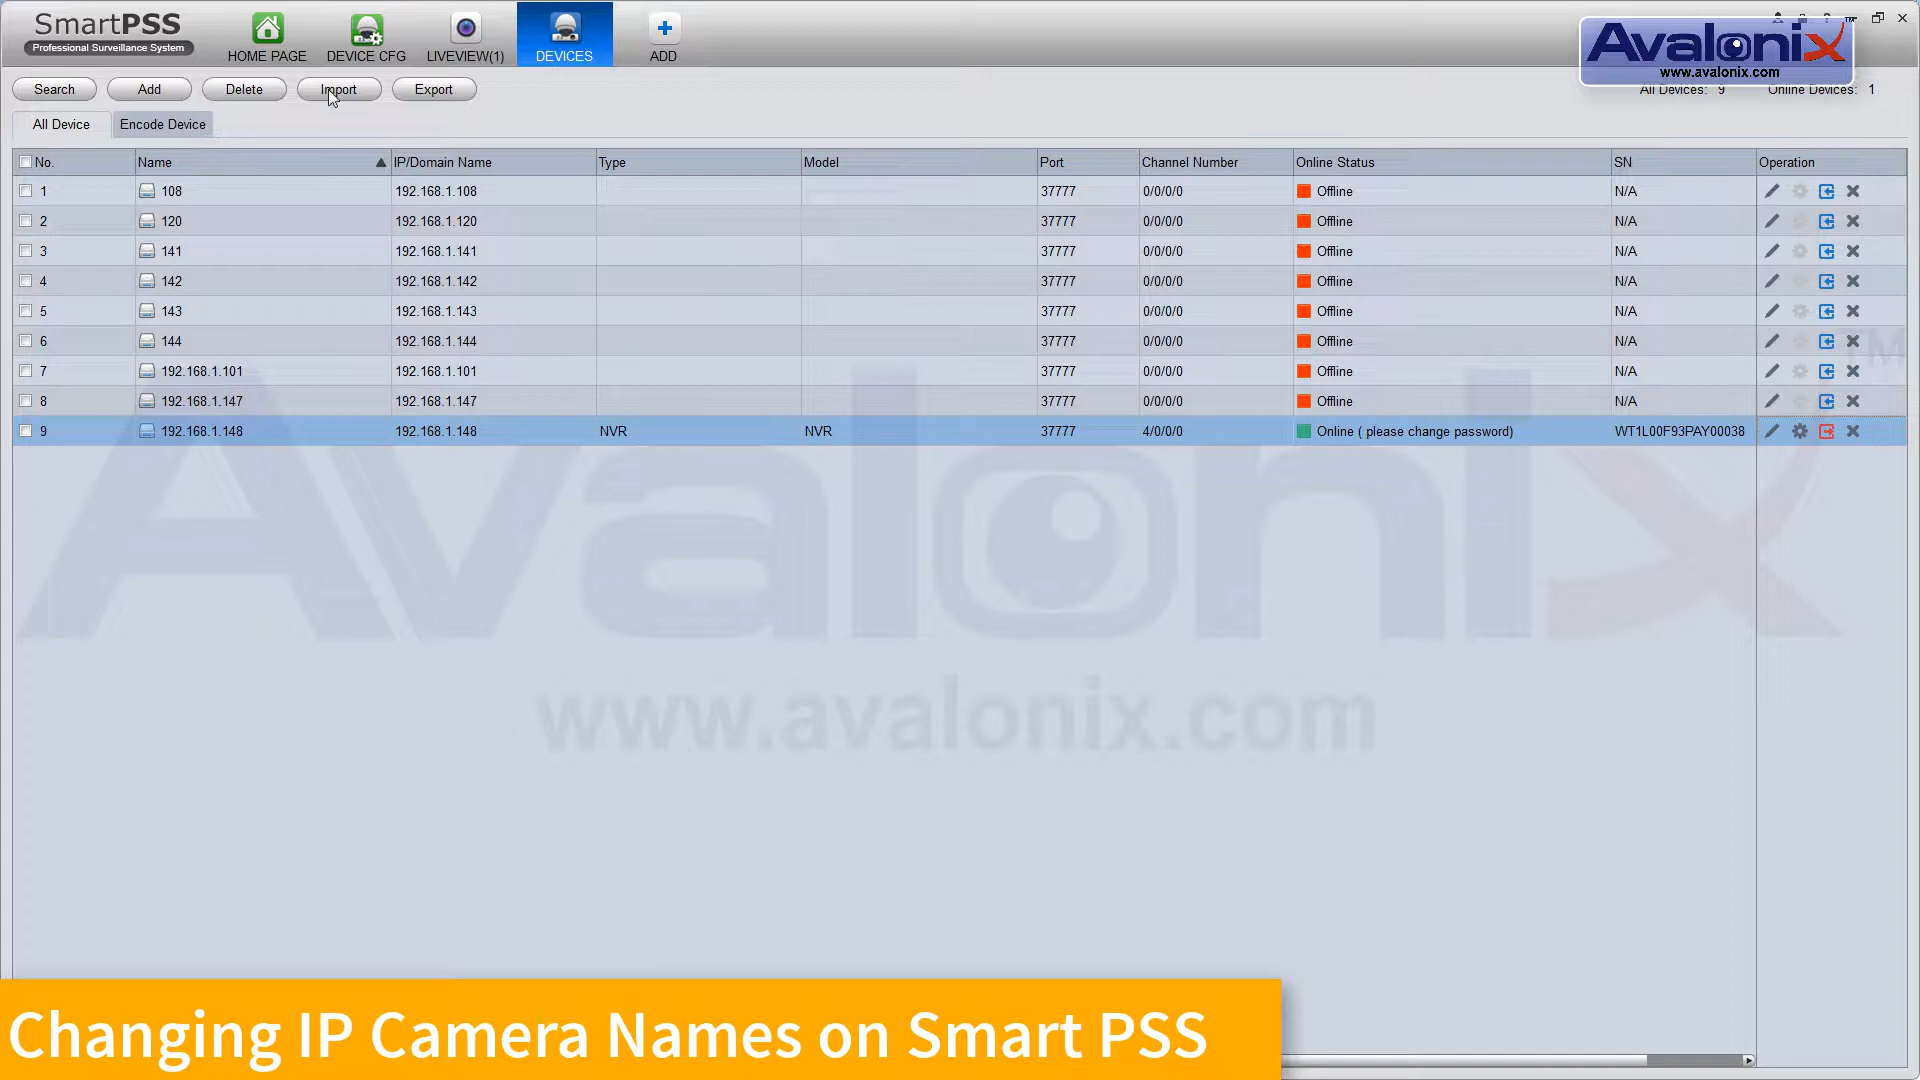 SmartPSS
Professional Surveillance System
HOME PAGE
DEVICE CFG
LIVEVIEW(1)
DEVICES
ADD
Avalonix
www.avalonix.com
Search
Add
Delete
Import
Export
All Devices: 9
Online Devices: 1
All Device
Encode Device
No. Name IP/Domain Name Type Model Port Channel Number Online Status SN Operation
1 108 192.168.1.108 37777 0/0/0/0 Offline N/A
2 120 192.168.1.120 37777 0/0/0/0 Offline N/A
3 141 192.168.1.141 37777 0/0/0/0 Offline N/A
4 142 192.168.1.142 37777 0/0/0/0 Offline N/A
5 143 192.168.1.143 37777 0/0/0/0 Offline N/A
6 144 192.168.1.144 37777 0/0/0/0 Offline N/A
7 192.168.1.101 192.168.1.101 37777 0/0/0/0 Offline N/A
8 192.168.1.147 192.168.1.147 37777 0/0/0/0 Offline N/A
9 192.168.1.148 192.168.1.148 NVR NVR 37777 4/0/0/0 Online ( please change password) WT1L00F93PAY00038
Avalonix TM
www.avalonix.com
Changing IP Camera Names on Smart PSS